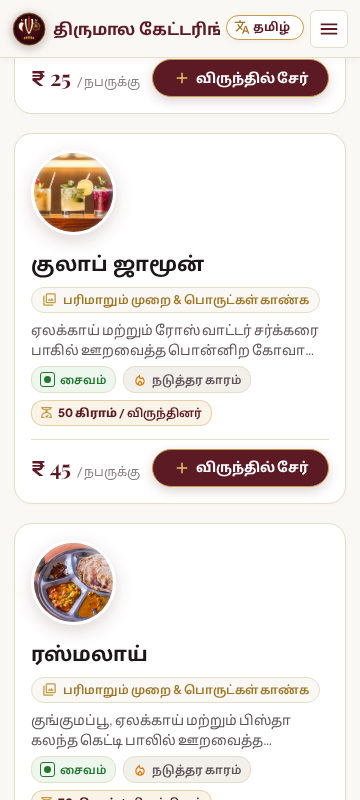 திருமால கேட்டரிங்
தமிழ்
₹ 25 / நபருக்கு
+ விருந்தில் சேர்
குலாப் ஜாமூன்
பரிமாறும் முறை & பொருட்கள் காண்க
ஏலக்காய் மற்றும் ரோஸ் வாட்டர் சர்க்கரை
பாகில் ஊறவைத்த பொன்னிற கோவா...
சைவம்
நடுத்தர காரம்
50 கிராம் / விருந்தினர்
₹ 45 / நபருக்கு
+ விருந்தில் சேர்
ரஸ்மலாய்
பரிமாறும் முறை & பொருட்கள் காண்க
குங்குமப்பூ, ஏலக்காய் மற்றும் பிஸ்தா
கலந்த கெட்டி பாலில் ஊறவைத்த...
சைவம்
நடுத்தர காரம்